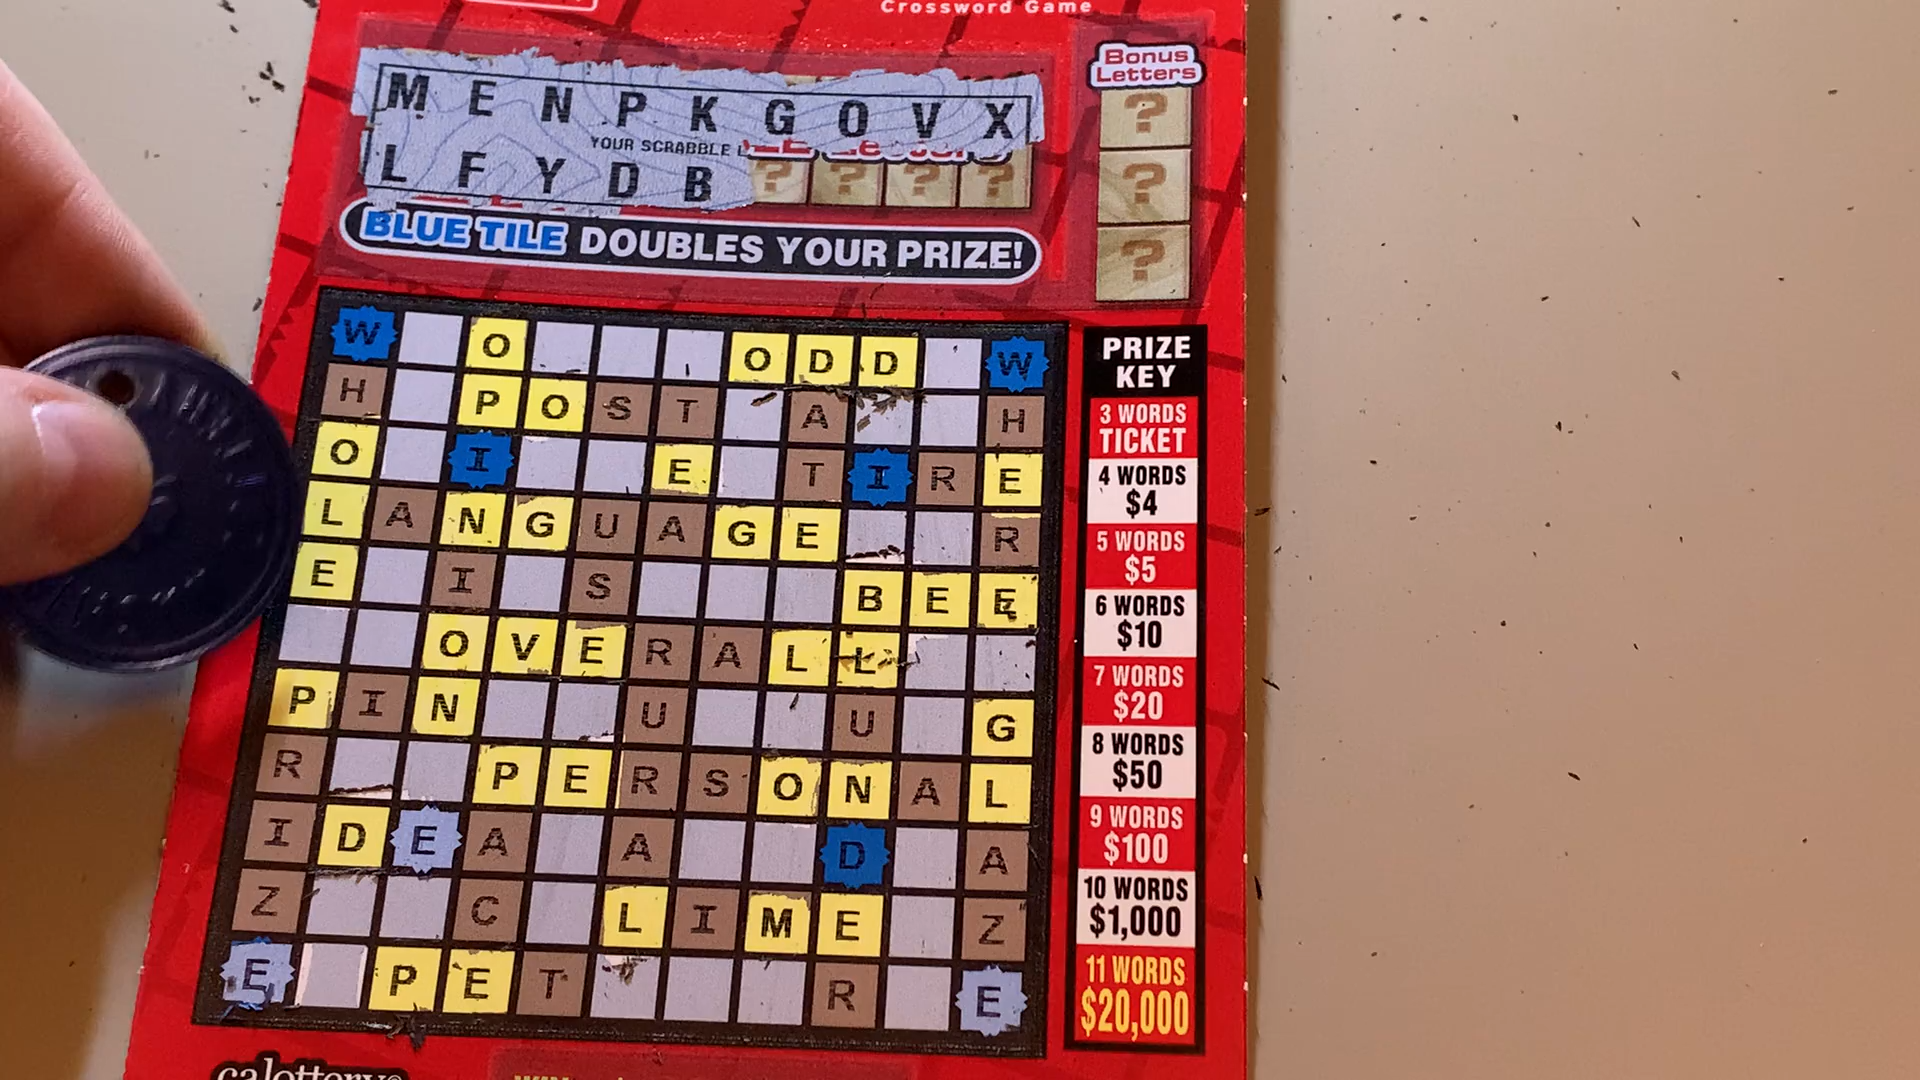 Crossword Game
Bonus
Letters
M E N P K G O V X
YOUR SCRABBLE L
L F Y D B ? ? ? ?
?
?
?
BLUE TILE DOUBLES YOUR PRIZE!
W O O D D W
H P O S T A H
O I E T I R E
L A N G U A G E R
E I S B E E
O V E R A L L
P I N U U G
R P E R S O N A L
I D E A A D A
Z C L I M E Z
E P E T R E
PRIZE
KEY
3 WORDS
TICKET
4 WORDS
$4
5 WORDS
$5
6 WORDS
$10
7 WORDS
$20
8 WORDS
$50
9 WORDS
$100
10 WORDS
$1,000
11 WORDS
$20,000
calottery